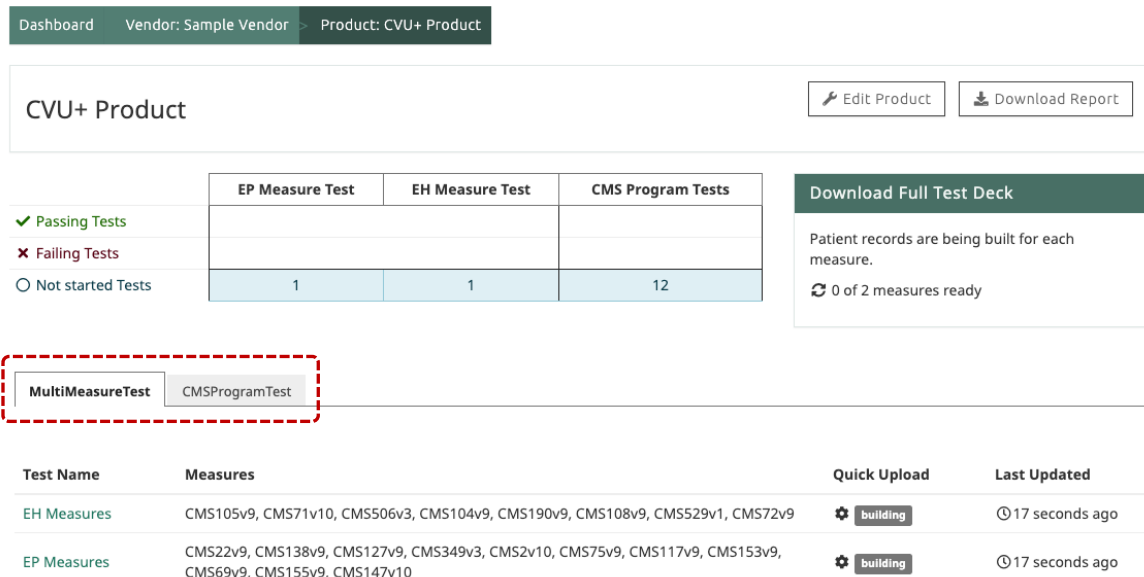 Dashboard Vendor: Sample Vendor > Product: CVU+ Product
CVU+ Product
Edit Product
Download Report
EP Measure Test EH Measure Test CMS Program Tests
Passing Tests
Failing Tests
Not started Tests 1 1 12
Download Full Test Deck
Patient records are being built for each
measure.
0 of 2 measures ready
MultiMeasureTest CMSProgramTest
Test Name Measures Quick Upload Last Updated
EH Measures CMS105v9, CMS71v10, CMS506v3, CMS104v9, CMS190v9, CMS108v9, CMS529v1, CMS72v9 building 17 seconds ago
CMS22v9, CMS138v9, CMS127v9, CMS349v3, CMS2v10, CMS75v9, CMS117v9, CMS153v9,
EP Measures building 17 seconds ago
CMS69v9, CMS155v9, CMS147v10